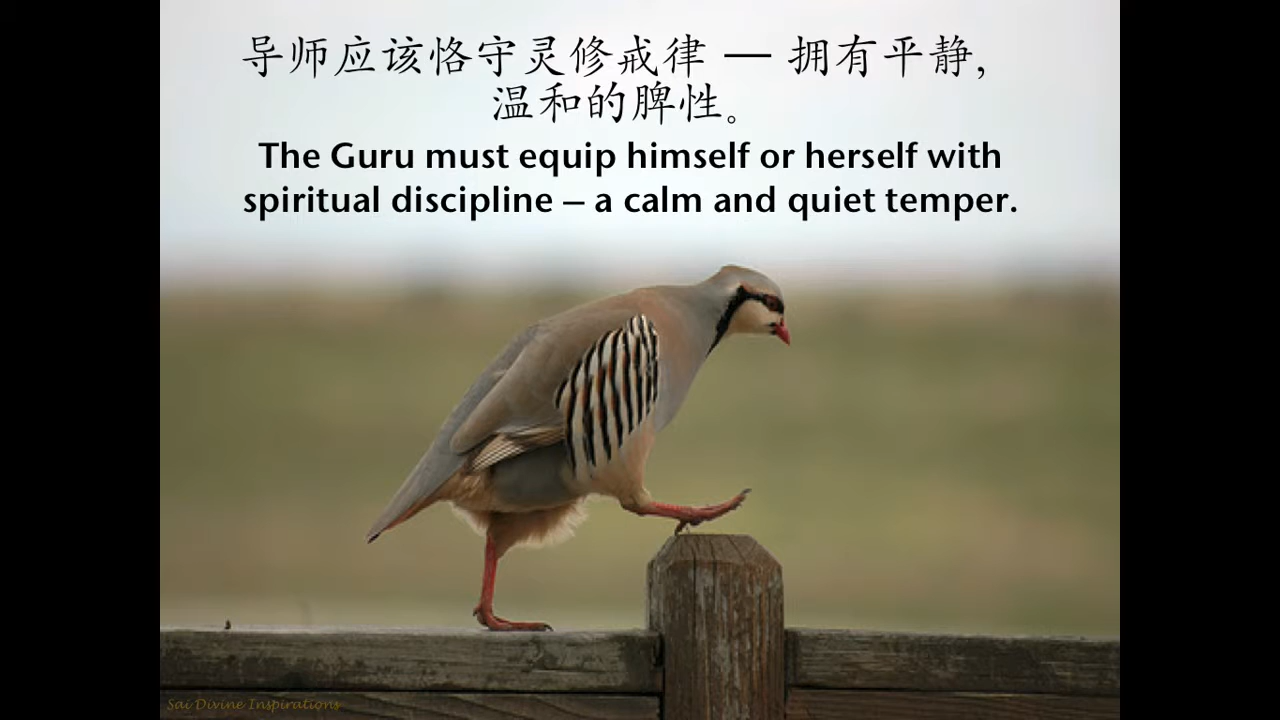 导师应该恪守灵修戒律 — 拥有平静,
温和的脾性。
The Guru must equip himself or herself with
spiritual discipline – a calm and quiet temper.
Sai Divine Inspirations